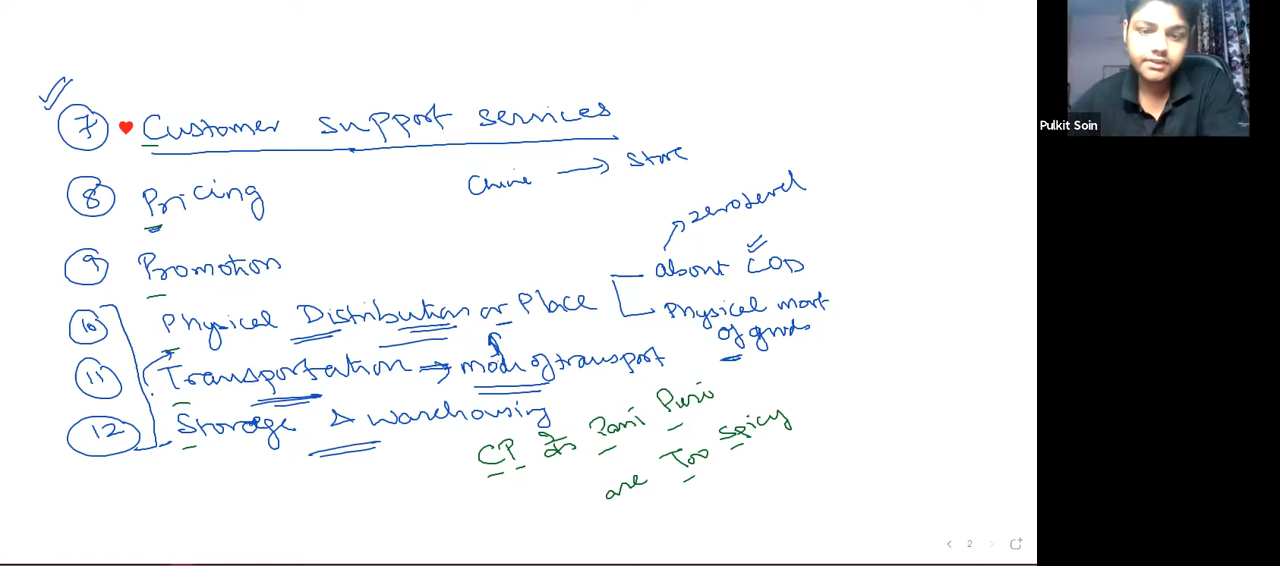 7 Customer support services
Chine → Store
8 Pricing
zero level
9 Promotion
about COD
10 Physical Distribution or Place
Physical movt
of goods
11 Transportation → mode of transport
12 Storage & warehousing
CP Pani Puri
are Too Spicy
Pulkit Soin
2